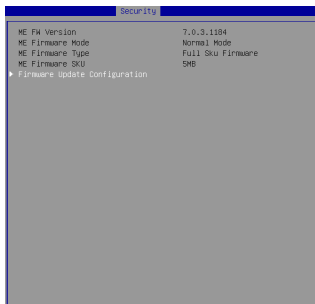 Security
ME FW Version 7.0.3.1184
ME Firmware Mode Normal Mode
ME Firmware Type Full Sku Firmware
ME Firmware SKU 5MB
Firmware Update Configuration